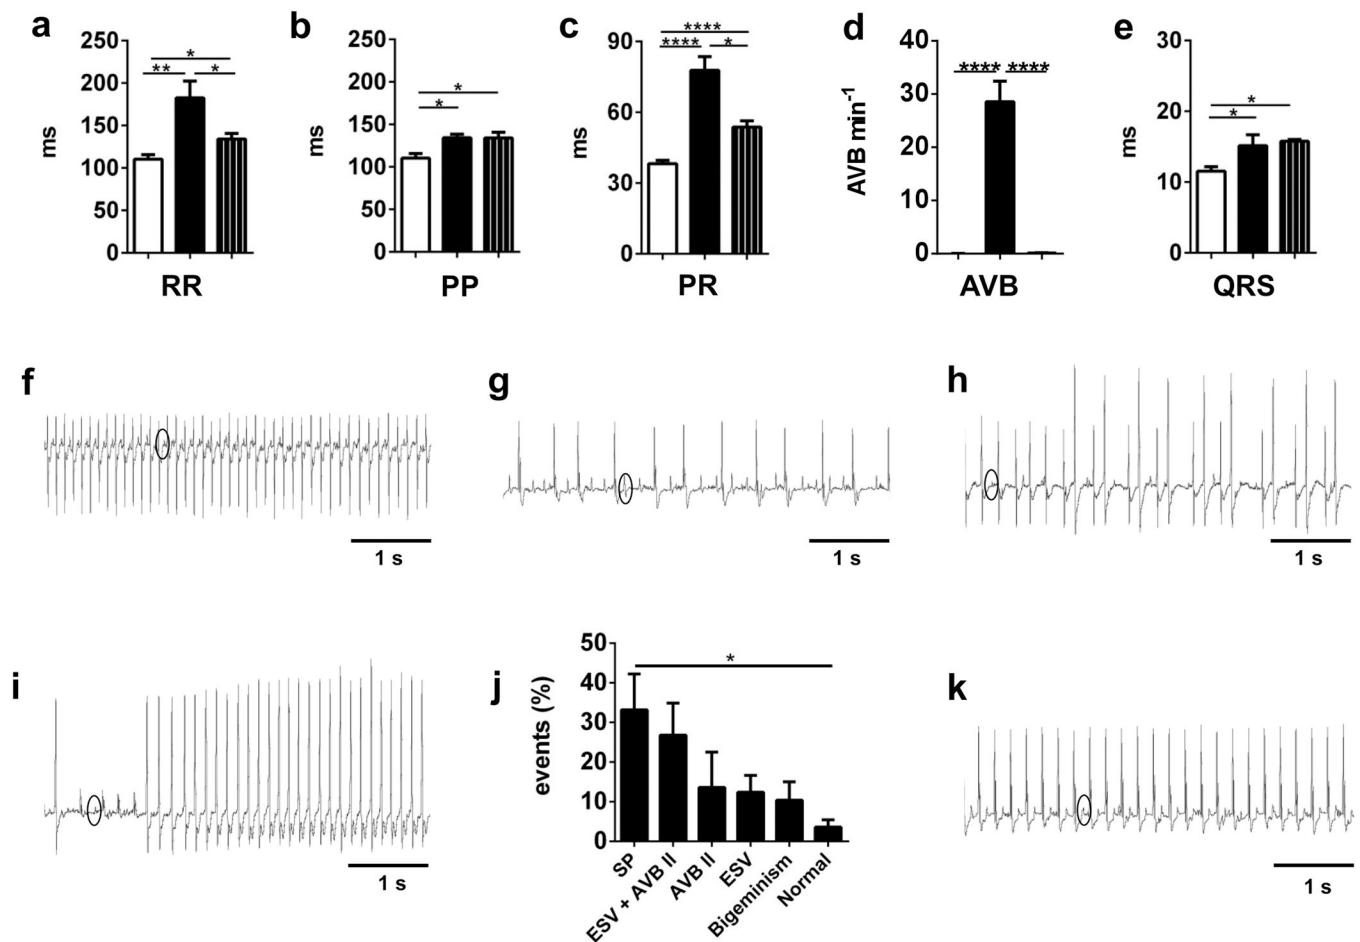 a
250
200
150
100
50
0
ms
**
*
*
RR
b
250
200
150
100
50
0
ms
*
*
PP
c
90
60
30
0
ms
****
****
*
PR
d
40
30
20
10
0
AVB min-1
****
****
AVB
e
30
20
10
0
ms
*
*
QRS
f
1 s
g
1 s
h
1 s
i
1 s
j
50
40
30
20
10
0
events (%)
*
SP
ESV + AVB II
AVB II
ESV
Bigeminism
Normal
k
1 s